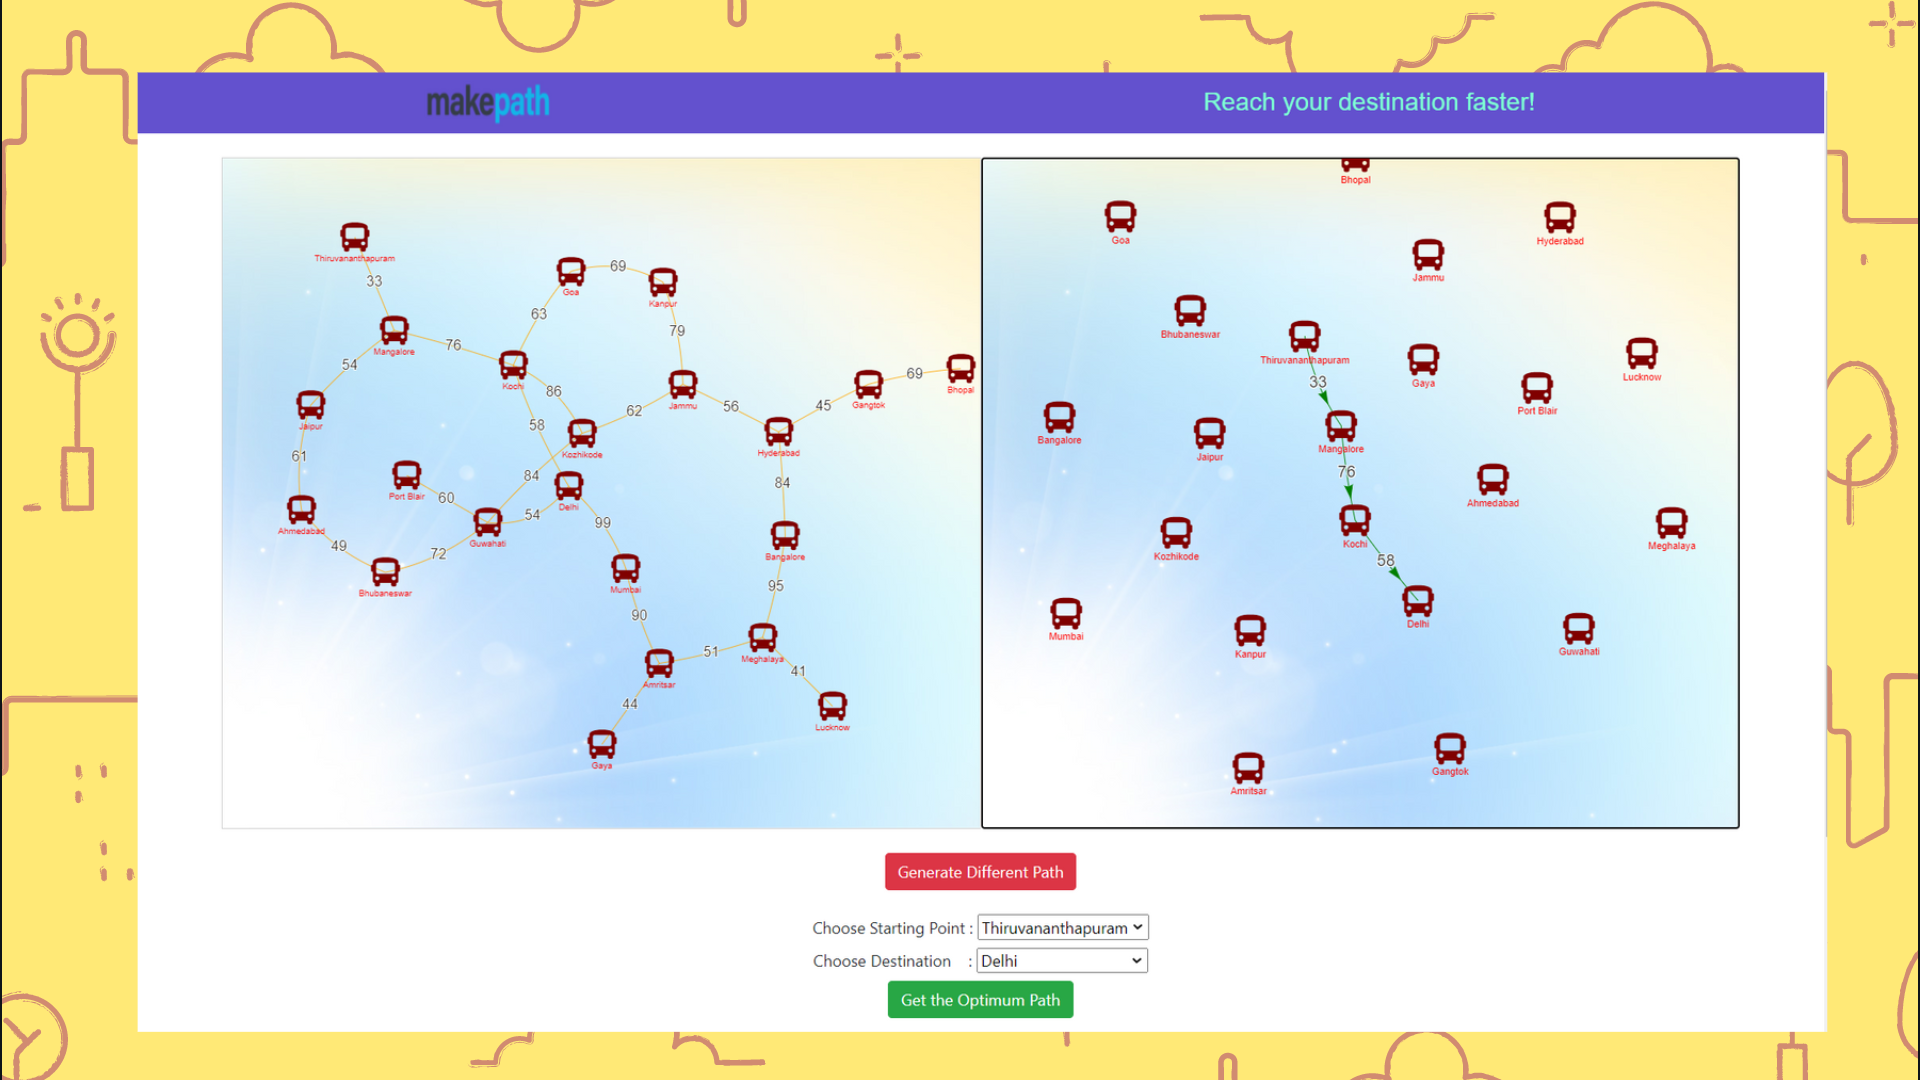 makepath
Reach your destination faster!
Thiruvananthapuram
33
Mangalore
76
54
Jaipur
61
Ahmedabad
49
Bhubaneswar
72
Port Blair
60
Guwahati
84
54
Delhi
58
Kochi
63
86
Goa
69
Kanpur
79
Jammu
62
Kozhikode
56
Hyderabad
45
Gangtok
69
Bhopal
84
Bangalore
95
Meghalaya
51
41
Lucknow
99
Mumbai
90
Amritsar
44
Gaya
Bhopal
Goa
Hyderabad
Jammu
Bhubaneswar
Thiruvananthapuram
Gaya
Lucknow
33
Port Blair
Bangalore
Jaipur
Mangalore
76
Ahmedabad
Kozhikode
Kochi
Meghalaya
58
Mumbai
Delhi
Kanpur
Guwahati
Amritsar
Gangtok
Generate Different Path
Choose Starting Point : Thiruvananthapuram
Choose Destination : Delhi
Get the Optimum Path